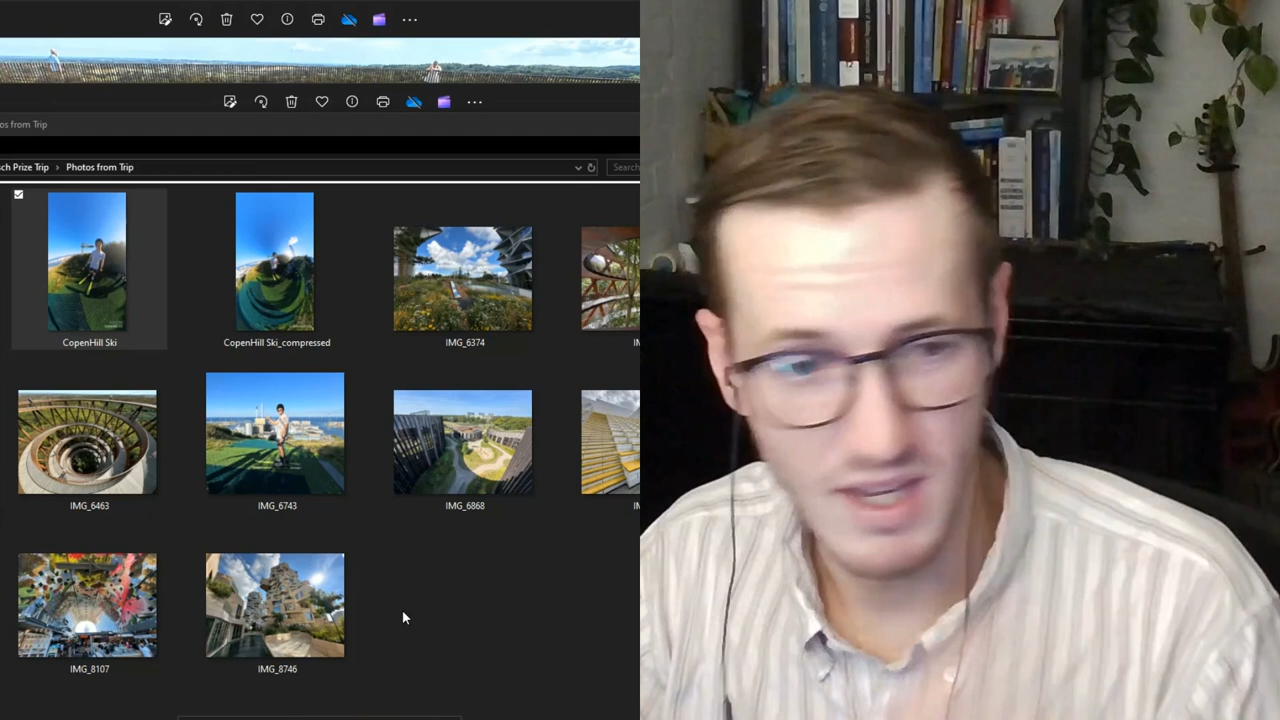 os from Trip
sch Prize Trip > Photos from Trip
Search
CopenHill Ski
CopenHill Ski_compressed
IMG_6374
IMG_6463
IMG_6743
IMG_6868
IMG_8107
IMG_8746